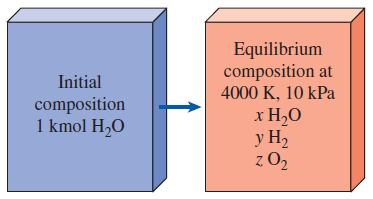 Initial
composition
1 kmol H₂O
Equilibrium
composition at
4000 K, 10 kPa
x H₂O
y H₂
z O₂